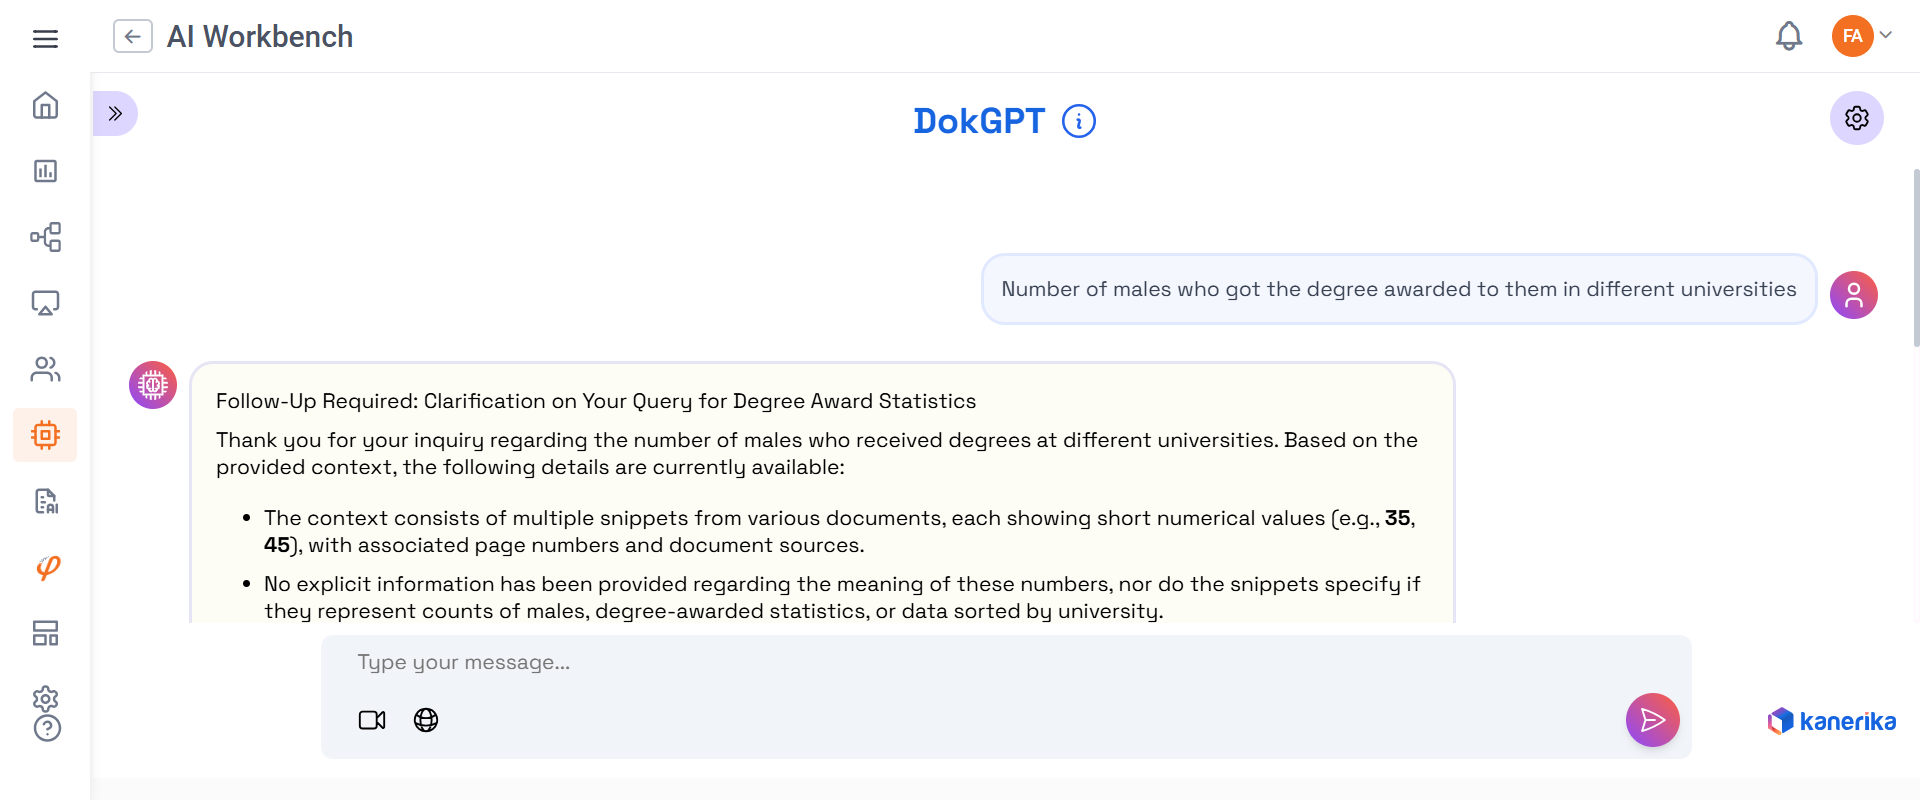 AI Workbench
FA
DokGPT
Number of males who got the degree awarded to them in different universities
Follow-Up Required: Clarification on Your Query for Degree Award Statistics
Thank you for your inquiry regarding the number of males who received degrees at different universities. Based on the
provided context, the following details are currently available:
• The context consists of multiple snippets from various documents, each showing short numerical values (e.g., 35,
45), with associated page numbers and document sources.
• No explicit information has been provided regarding the meaning of these numbers, nor do the snippets specify if
they represent counts of males, degree-awarded statistics, or data sorted by university.
Type your message...
kanerika